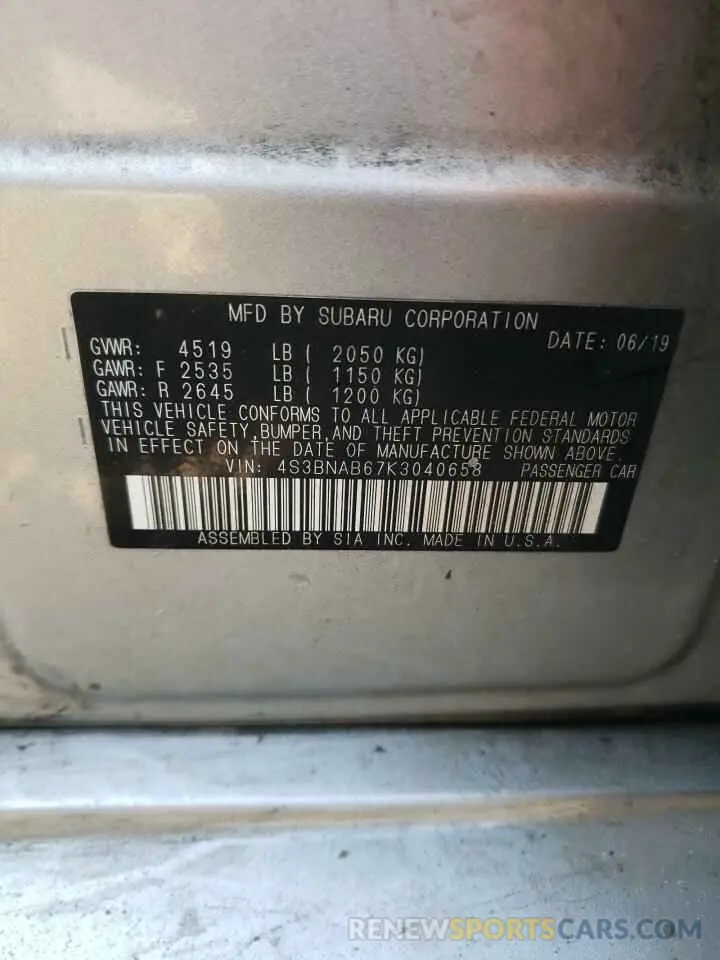 MFD BY SUBARU CORPORATION
DATE: 06/19
GVWR: 4519 LB ( 2050 KG)
GAWR: F 2535 LB ( 1150 KG)
GAWR: R 2645 LB ( 1200 KG)
THIS VEHICLE CONFORMS TO ALL APPLICABLE FEDERAL MOTOR
VEHICLE SAFETY,BUMPER,AND THEFT PREVENTION STANDARDS
IN EFFECT ON THE DATE OF MANUFACTURE SHOWN ABOVE.
VIN: 4S3BNAB67K3040658 PASSENGER CAR
ASSEMBLED BY SIA INC. MADE IN U.S.A.
RENEWSPORTSCARS.COM